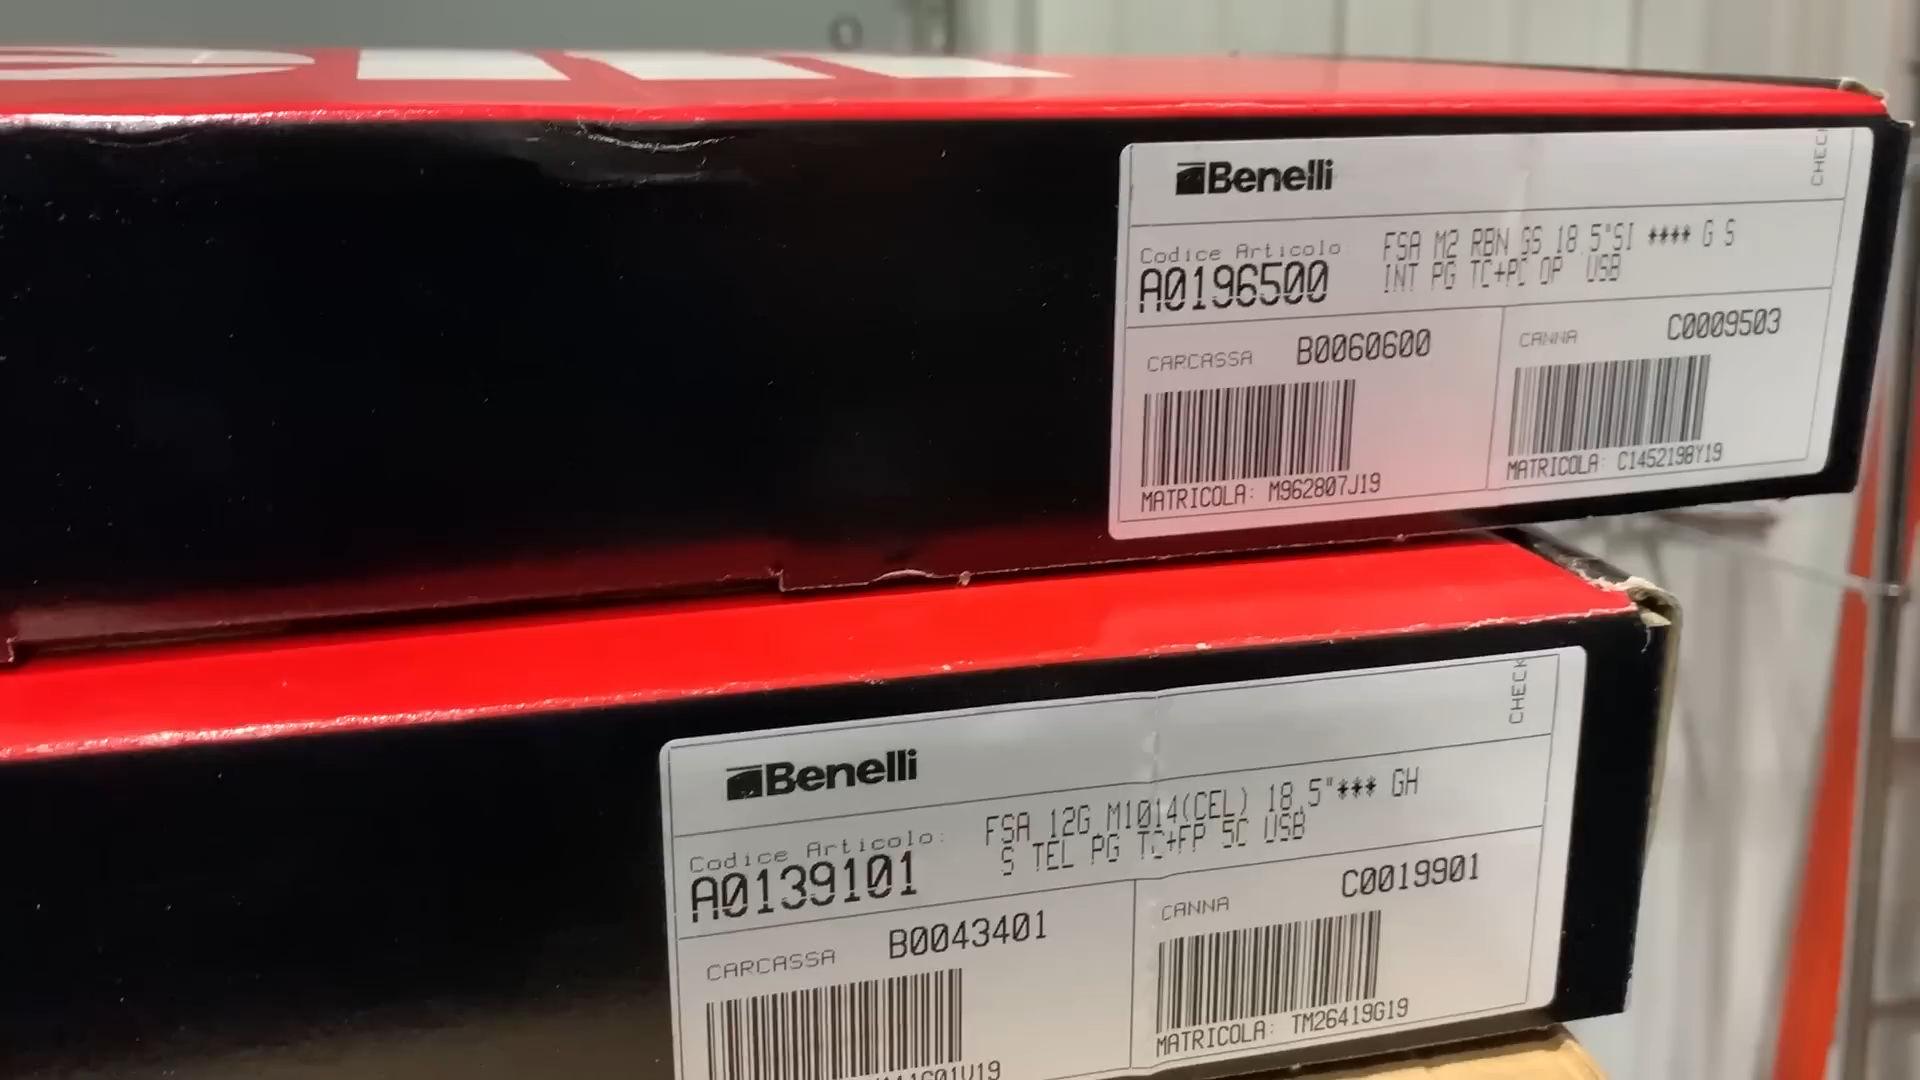 Benelli
CHEC
Codice Articolo
A0196500
FSA M2 RBN GS 18.5"SI **** G S
INT PG TC+PC OP USB
CARCASSA B0060600
MATRICOLA: M962807J19
CANNA C0009503
MATRICOLA: C1452198Y19
Benelli
CHECK
Codice Articolo:
A0139101
FSA 12G M1014(CEL) 18.5"*** GH
S TEL PG TC+FP 5C USB
CARCASSA B0043401
CANNA C0019901
MATRICOLA: TM26419G19